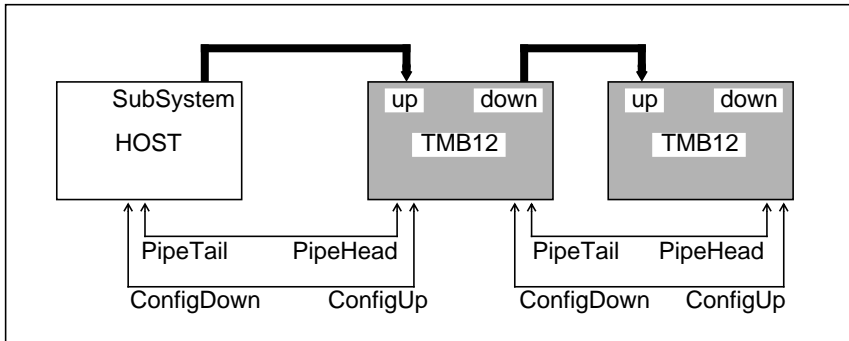 SubSystem
up down up down
HOST TMB12 TMB12
PipeTail PipeHead PipeTail PipeHead
ConfigDown ConfigUp ConfigDown ConfigUp